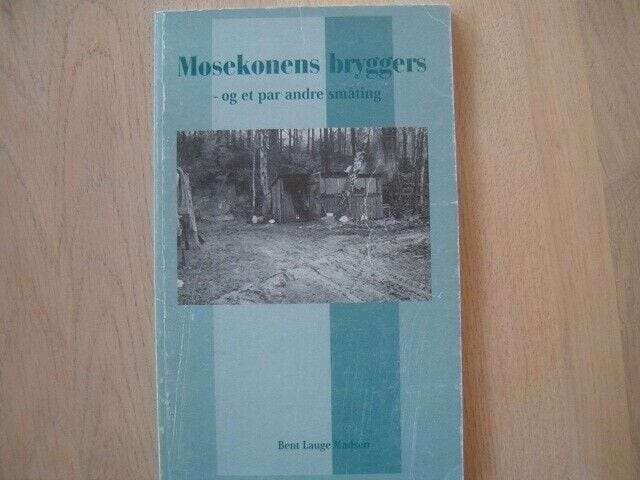 Mosekonens bryggers
- og et par andre småting
Bent Lauge Madsen